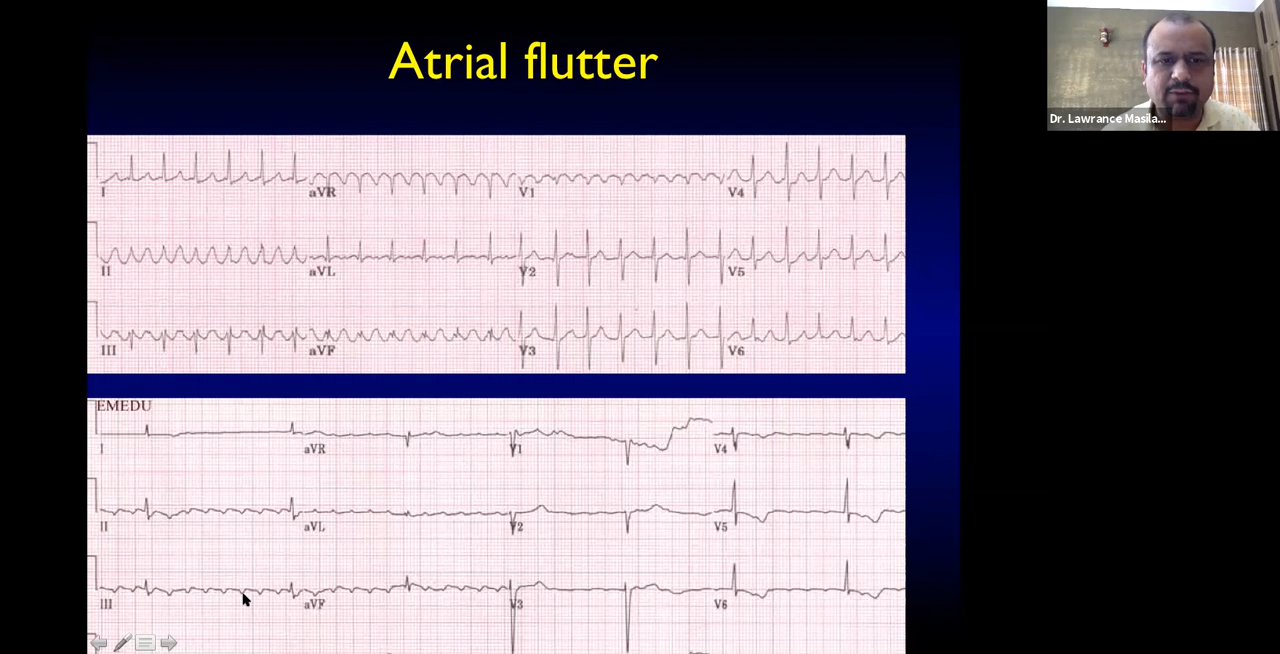 Atrial flutter
Dr. Lawrance Masila...
I aVR V1 V4
II aVL V2 V5
III aVF V3 V6
EMEDU
I aVR V1 V4
II aVL V2 V5
III aVF V3 V6